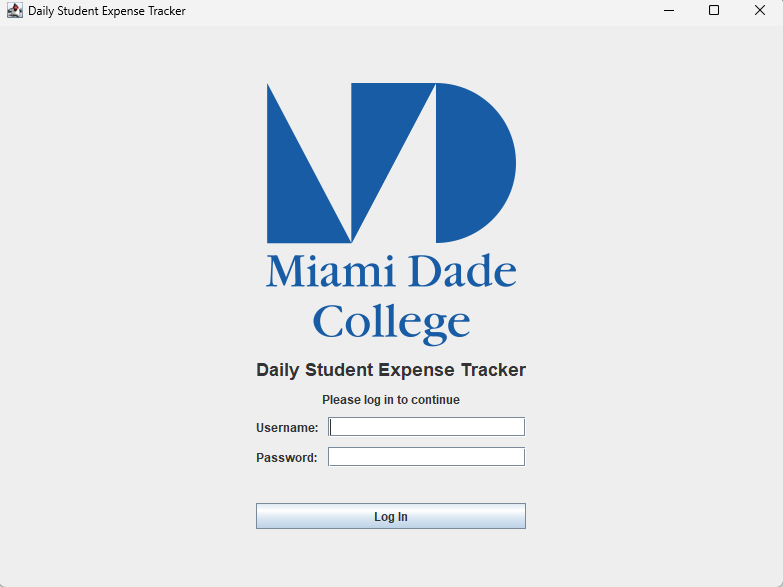 Daily Student Expense Tracker
Miami Dade
College
Daily Student Expense Tracker
Please log in to continue
Username:
Password:
Log In